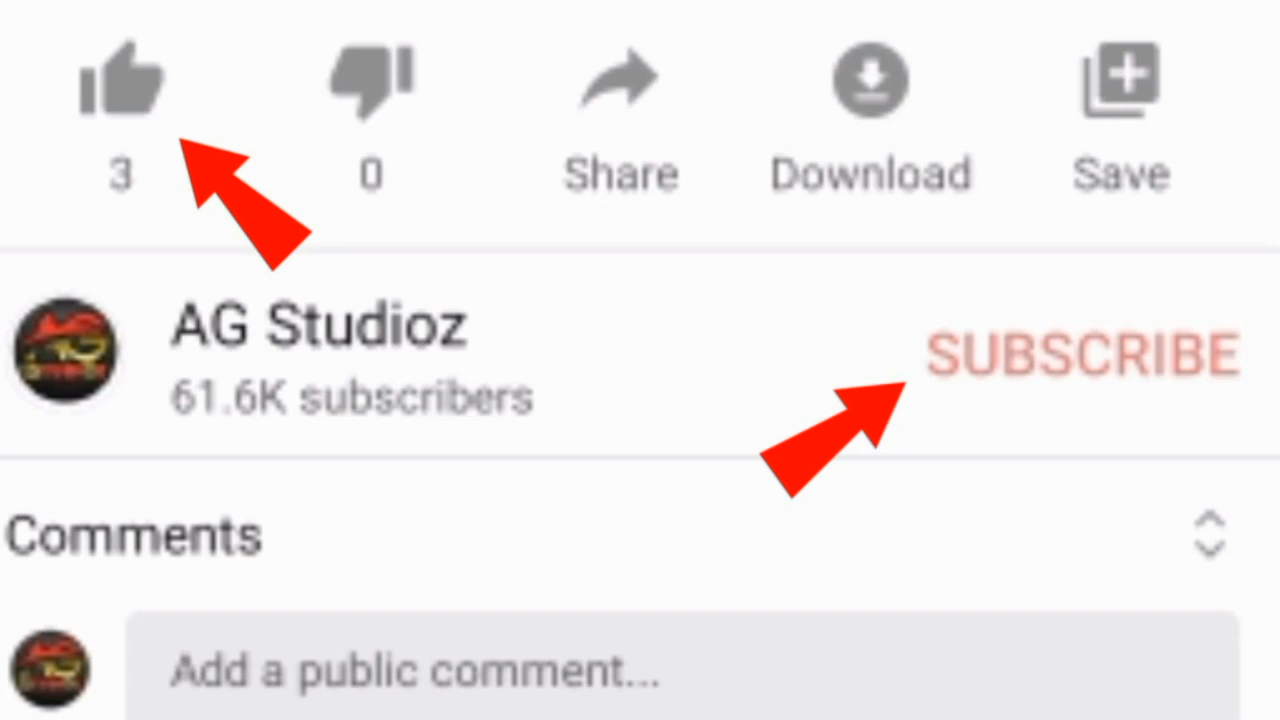 3 0 Share Download Save
AG Studioz
61.6K subscribers
SUBSCRIBE
Comments
Add a public comment...